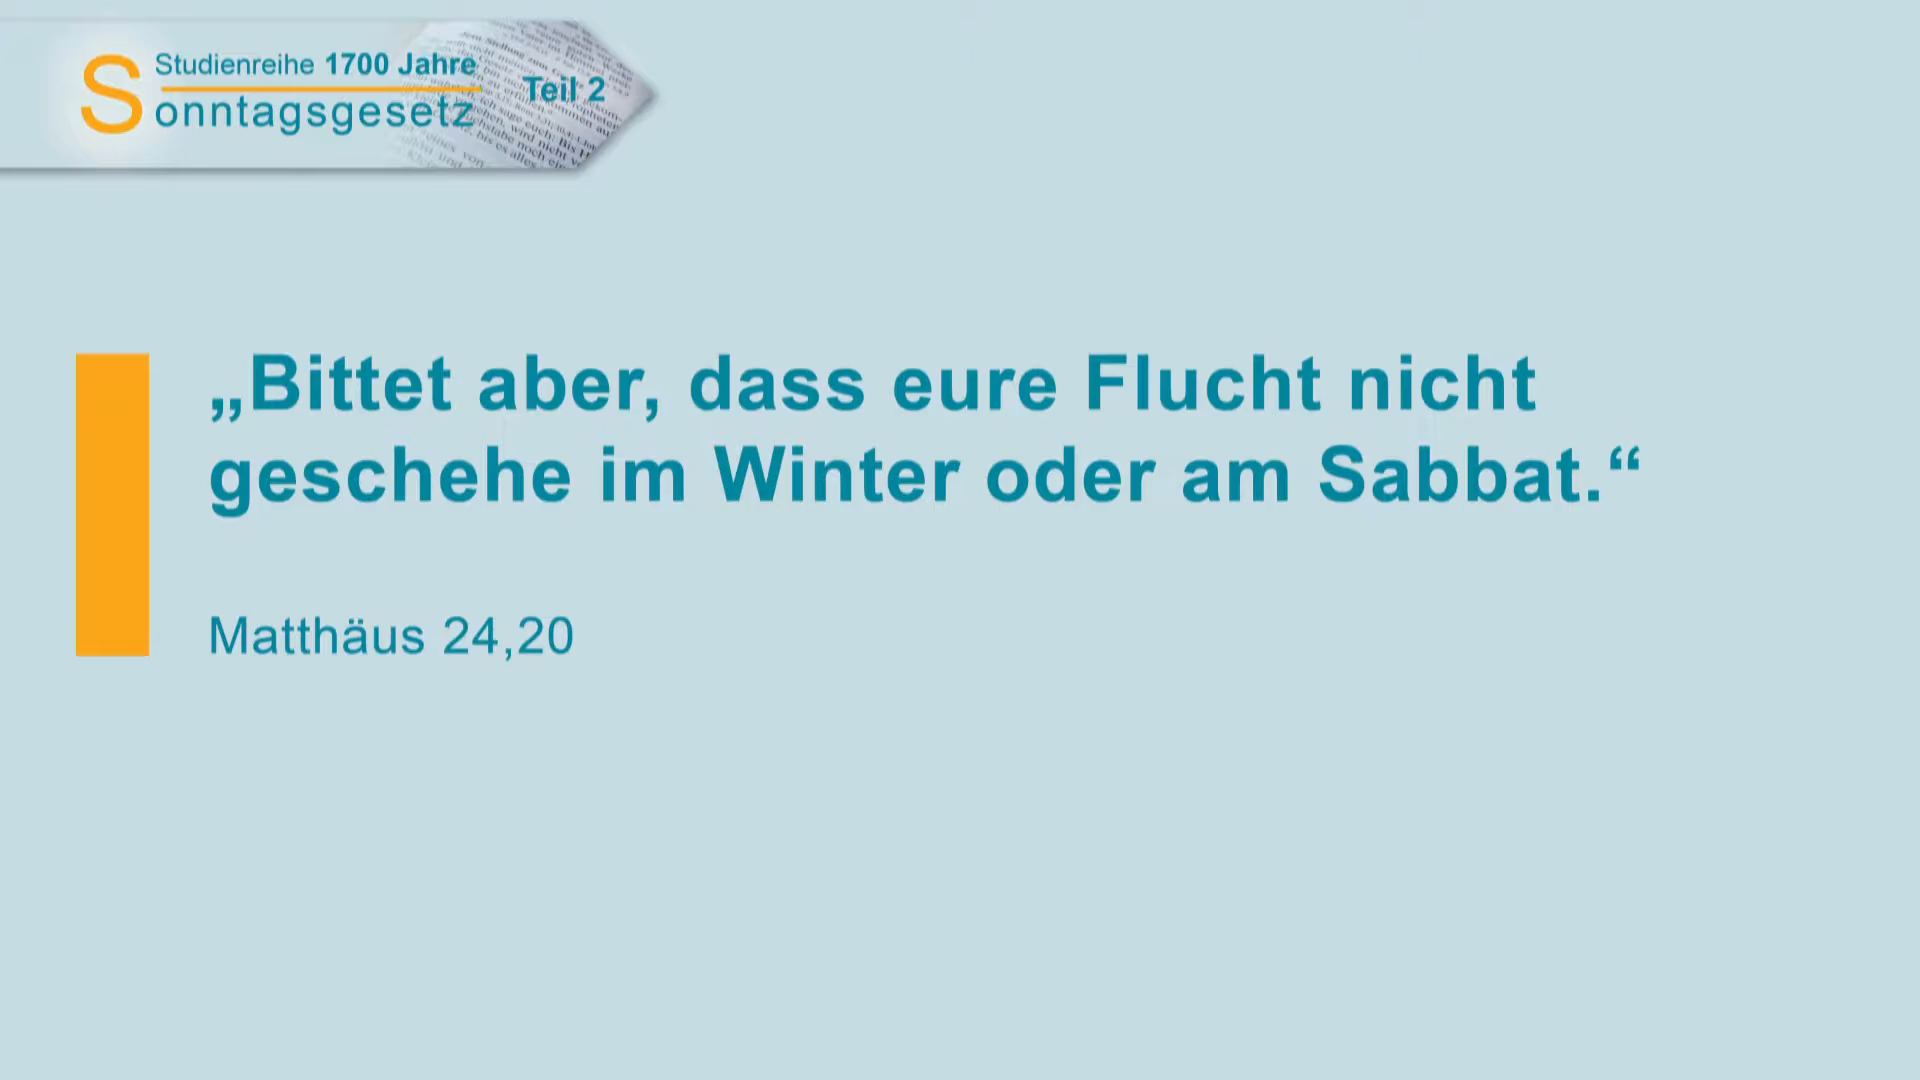 Studienreihe 1700 Jahre
Sonntagsgesetz
Teil 2
„Bittet aber, dass eure Flucht nicht
geschehe im Winter oder am Sabbat.“
Matthäus 24,20